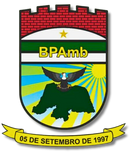 BPAmb
05 DE SETEMBRO DE 1997